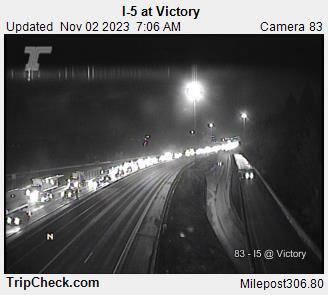 I-5 at Victory
Updated  Nov 02 2023  7:06 AM
Camera 83
N
83 - I5 @ Victory
TripCheck.com
Milepost306.80